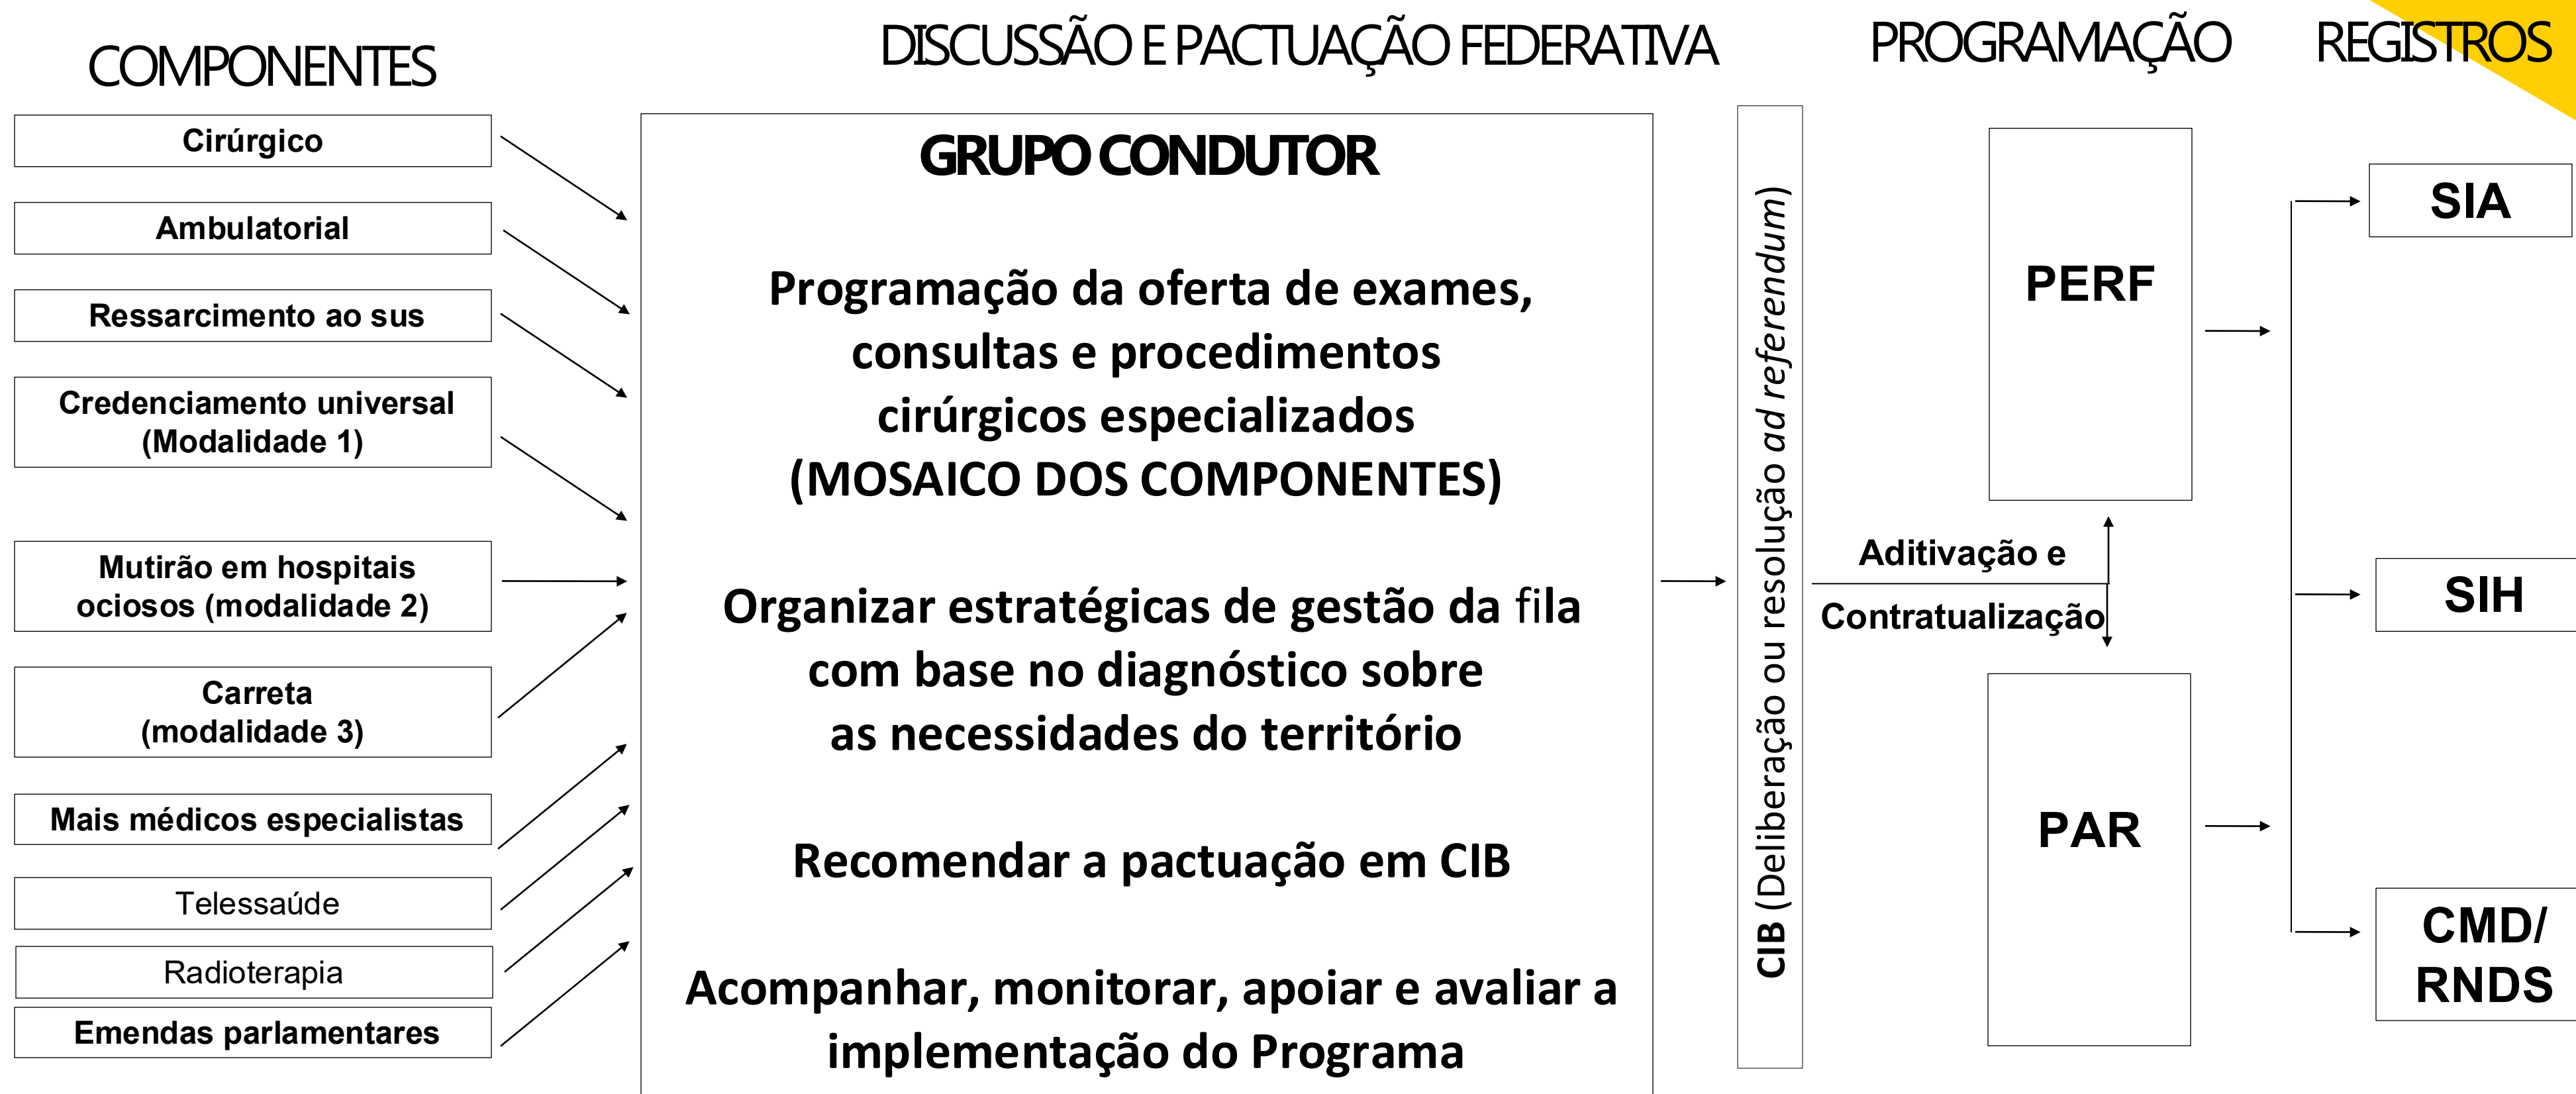 COMPONENTES
Cirúrgico
Ambulatorial
Ressarcimento ao sus
Credenciamento universal
(Modalidade 1)
Mutirão em hospitais
ociosos (modalidade 2)
Carreta
(modalidade 3)
Mais médicos especialistas
Telessaúde
Radioterapia
Emendas parlamentares
DISCUSSÃO E PACTUAÇÃO FEDERATIVA
GRUPO CONDUTOR
Programação da oferta de exames,
consultas e procedimentos
cirúrgicos especializados
(MOSAICO DOS COMPONENTES)
Organizar estratégicas de gestão da fila
com base no diagnóstico sobre
as necessidades do território
Recomendar a pactuação em CIB
Acompanhar, monitorar, apoiar e avaliar a
implementação do Programa
CIB (Deliberação ou resolução ad referendum)
PROGRAMAÇÃO
Aditivação e
Contratualização
PERF
PAR
REGISTROS
SIA
SIH
CMD/
RNDS